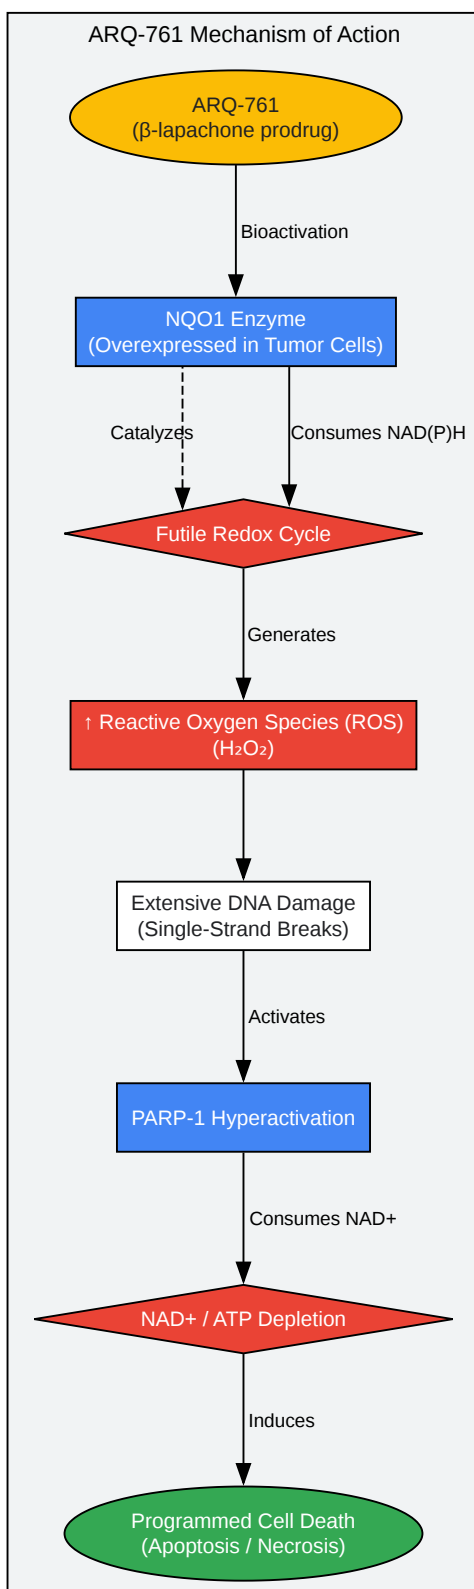 ARQ-761 Mechanism of Action
ARQ-761
(β-lapachone prodrug)
Bioactivation
NQO1 Enzyme
(Overexpressed in Tumor Cells)
Catalyzes
Consumes NAD(P)H
Futile Redox Cycle
Generates
↑ Reactive Oxygen Species (ROS)
(H₂O₂)
Extensive DNA Damage
(Single-Strand Breaks)
Activates
PARP-1 Hyperactivation
Consumes NAD+
NAD+ / ATP Depletion
Induces
Programmed Cell Death
(Apoptosis / Necrosis)